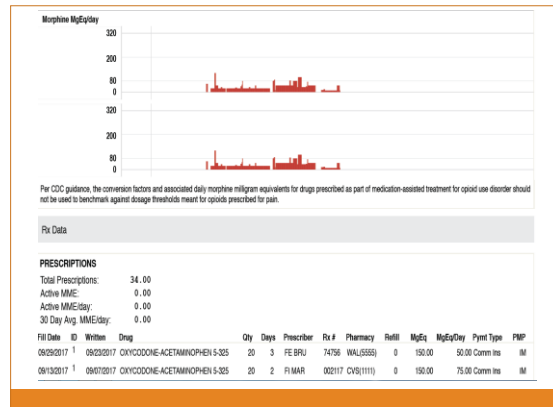 Morphine MgEq/day
320
200
80
0
320
200
80
0
Per CDC guidance, the conversion factors and associated daily morphine milligram equivalents for drugs prescribed as part of medication-assisted treatment for opioid use disorder should
not be used to benchmark against dosage thresholds meant for opioids prescribed for pain.
Rx Data
PRESCRIPTIONS
Total Prescriptions: 34.00
Active MME: 0.00
Active MME/day: 0.00
30 Day Avg. MME/day: 0.00
Fill Date ID Written Drug Qty Days Prescriber Rx # Pharmacy Refill MgEq MgEq/Day Pymt Type PMP
09/29/2017 1 09/23/2017 OXYCODONE-ACETAMINOPHEN 5-325 20 3 FE BRU 74756 WAL(5555) 0 150.00 50.00 Comm Ins IM
09/13/2017 1 09/07/2017 OXYCODONE-ACETAMINOPHEN 5-325 20 2 FI MAR 002117 CVS(1111) 0 150.00 75.00 Comm Ins IM